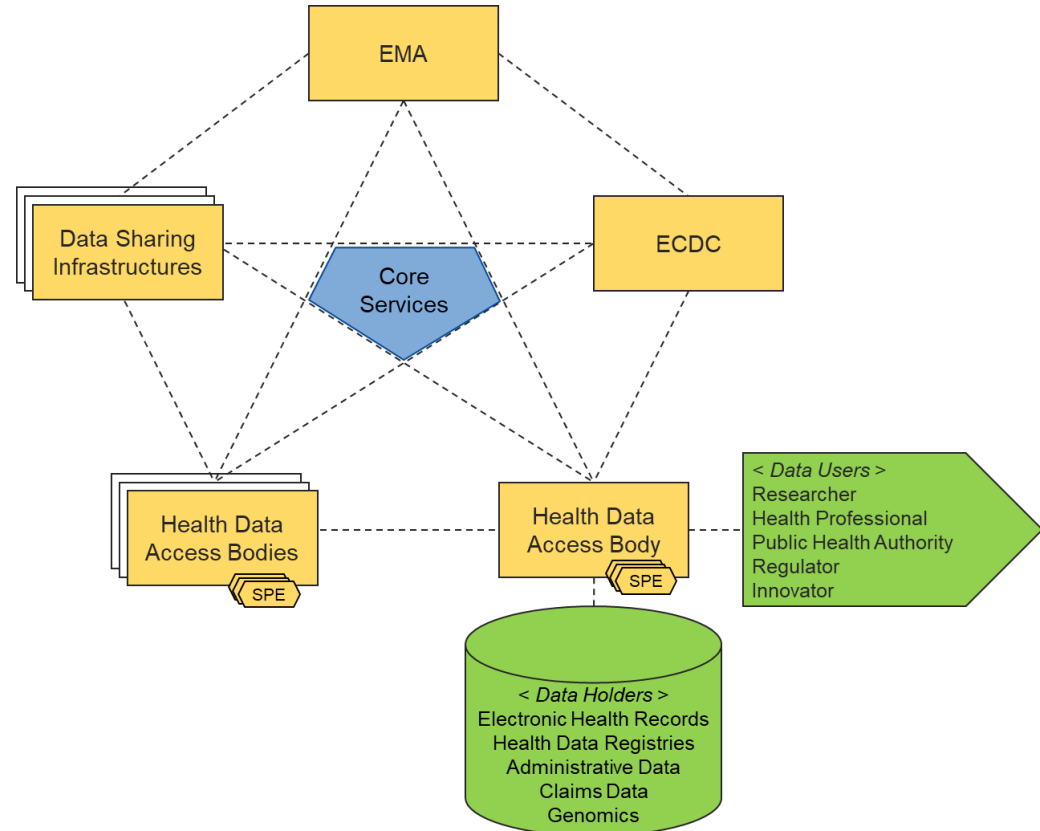 EMA
Data Sharing
Infrastructures
ECDC
Core
Services
Health Data
Access Bodies
SPE
Health Data
Access Body
SPE
< Data Users >
Researcher
Health Professional
Public Health Authority
Regulator
Innovator
< Data Holders >
Electronic Health Records
Health Data Registries
Administrative Data
Claims Data
Genomics